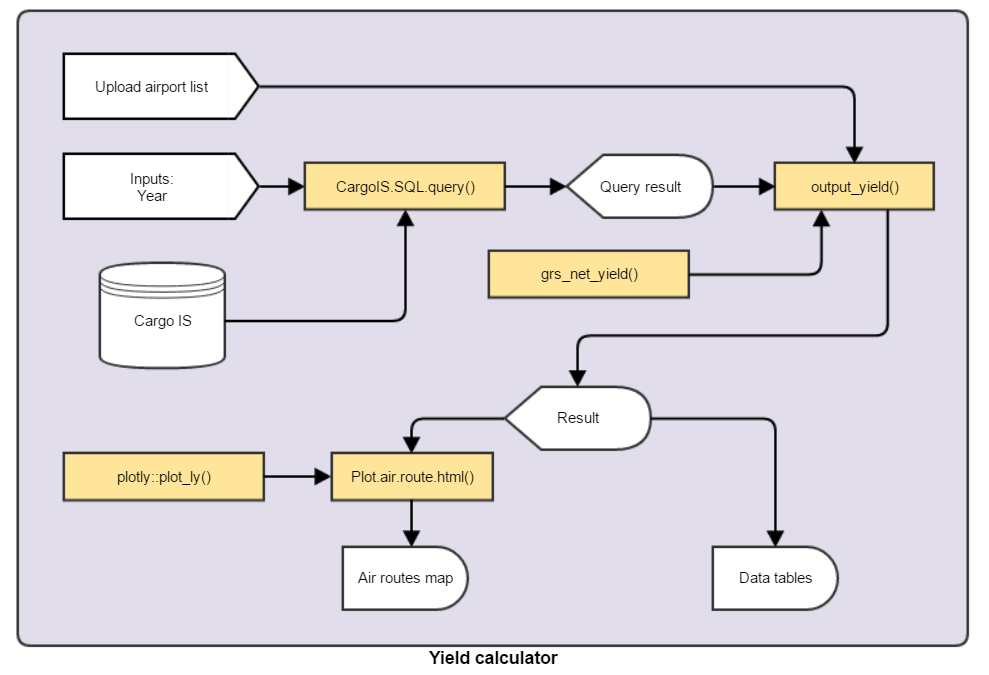 Upload airport list
Inputs:
Year
CargoIS.SQL.query()
Query result
output_yield()
grs_net_yield()
Cargo IS
Result
plotly::plot_ly()
Plot.air.route.html()
Air routes map
Data tables
Yield calculator